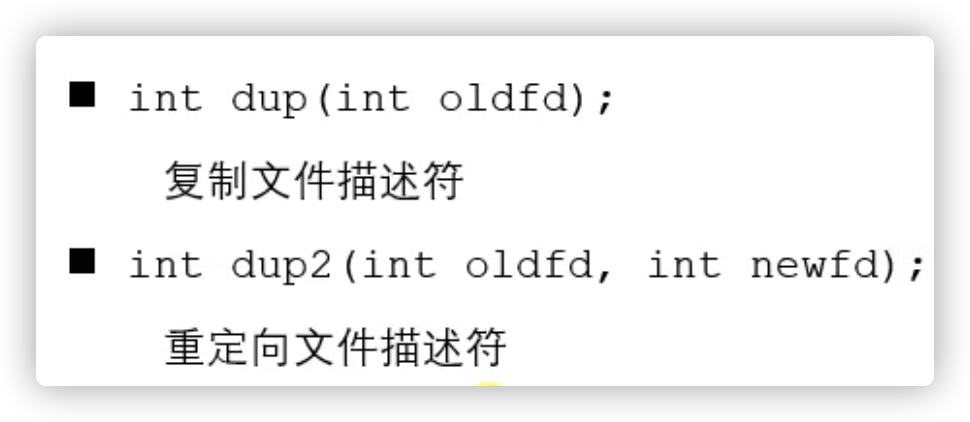 ■ int dup(int oldfd);
复制文件描述符
■ int dup2(int oldfd, int newfd);
重定向文件描述符